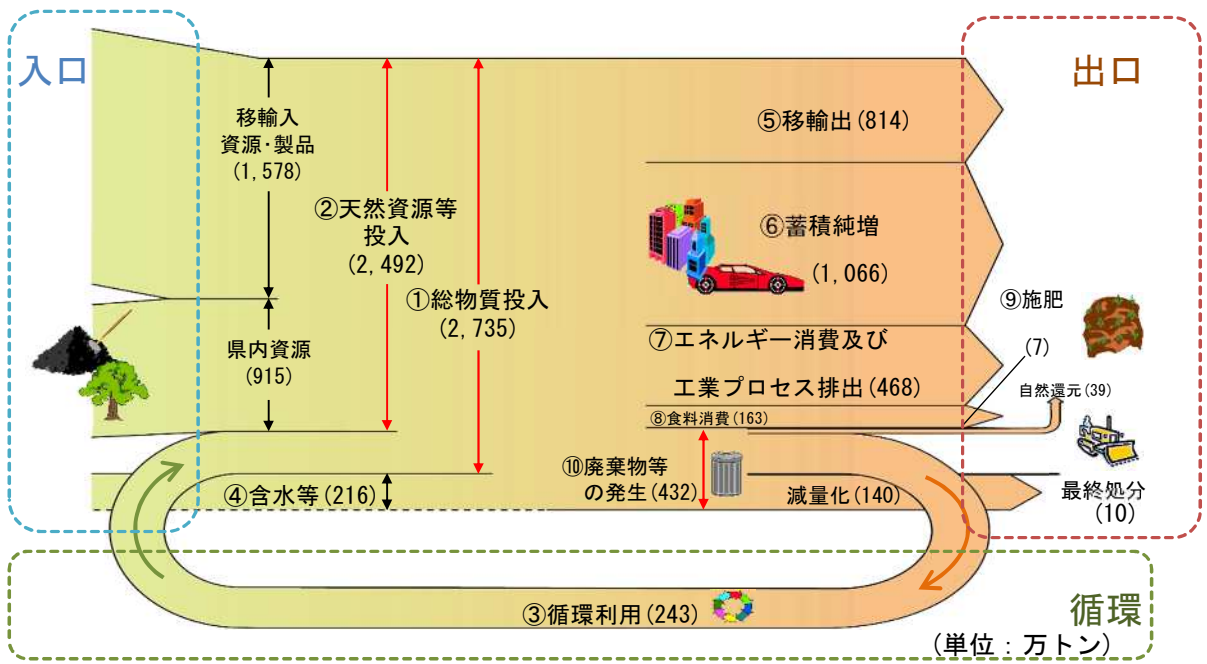 入口
出口
移輸入
資源・製品
(1,578)
②天然資源等
投入
(2,492)
①総物質投入
(2,735)
県内資源
(915)
⑤移輸出(814)
⑥蓄積純増
(1,066)
⑦エネルギー消費及び
工業プロセス排出(468)
⑧食料消費(163)
⑨施肥
(7)
自然還元(39)
④含水等(216)
⑩廃棄物等
の発生(432)
減量化(140)
最終処分
(10)
③循環利用(243)
循環
(単位：万トン)